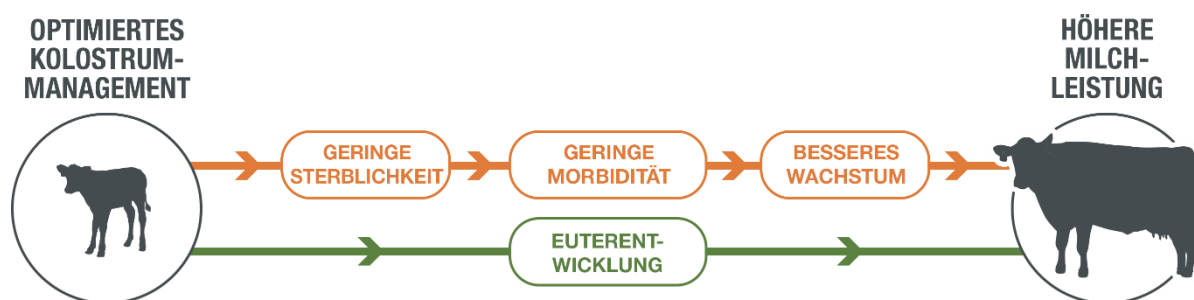 OPTIMIERTES
KOLOSTRUM-
MANAGEMENT
GERINGE
STERBLICHKEIT
GERINGE
MORBIDITÄT
BESSERES
WACHSTUM
EUTERENT-
WICKLUNG
HÖHERE
MILCH-
LEISTUNG